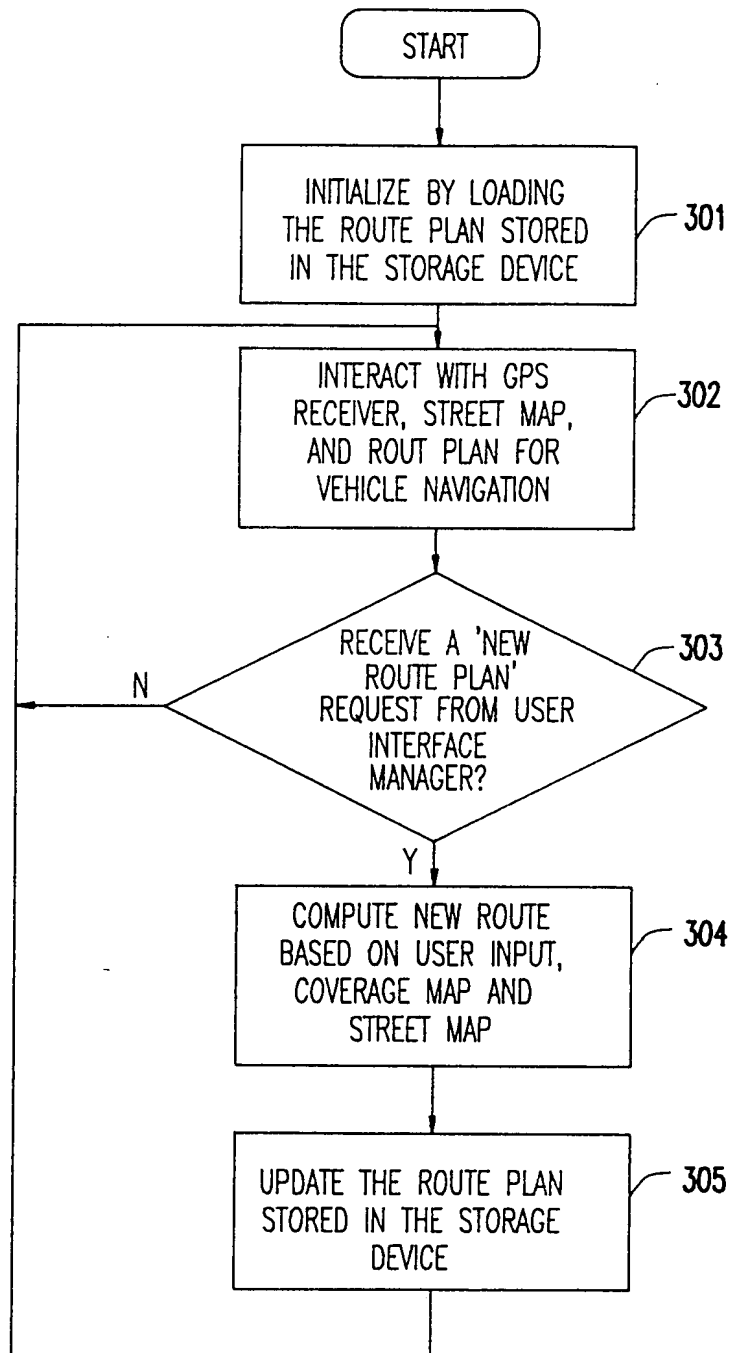 START
INITIALIZE BY LOADING
THE ROUTE PLAN STORED
IN THE STORAGE DEVICE
301
INTERACT WITH GPS
RECEIVER, STREET MAP,
AND ROUT PLAN FOR
VEHICLE NAVIGATION
302
RECEIVE A 'NEW
ROUTE PLAN'
REQUEST FROM USER
INTERFACE
MANAGER?
303
N
Y
COMPUTE NEW ROUTE
BASED ON USER INPUT,
COVERAGE MAP AND
STREET MAP
304
UPDATE THE ROUTE PLAN
STORED IN THE STORAGE
DEVICE
305